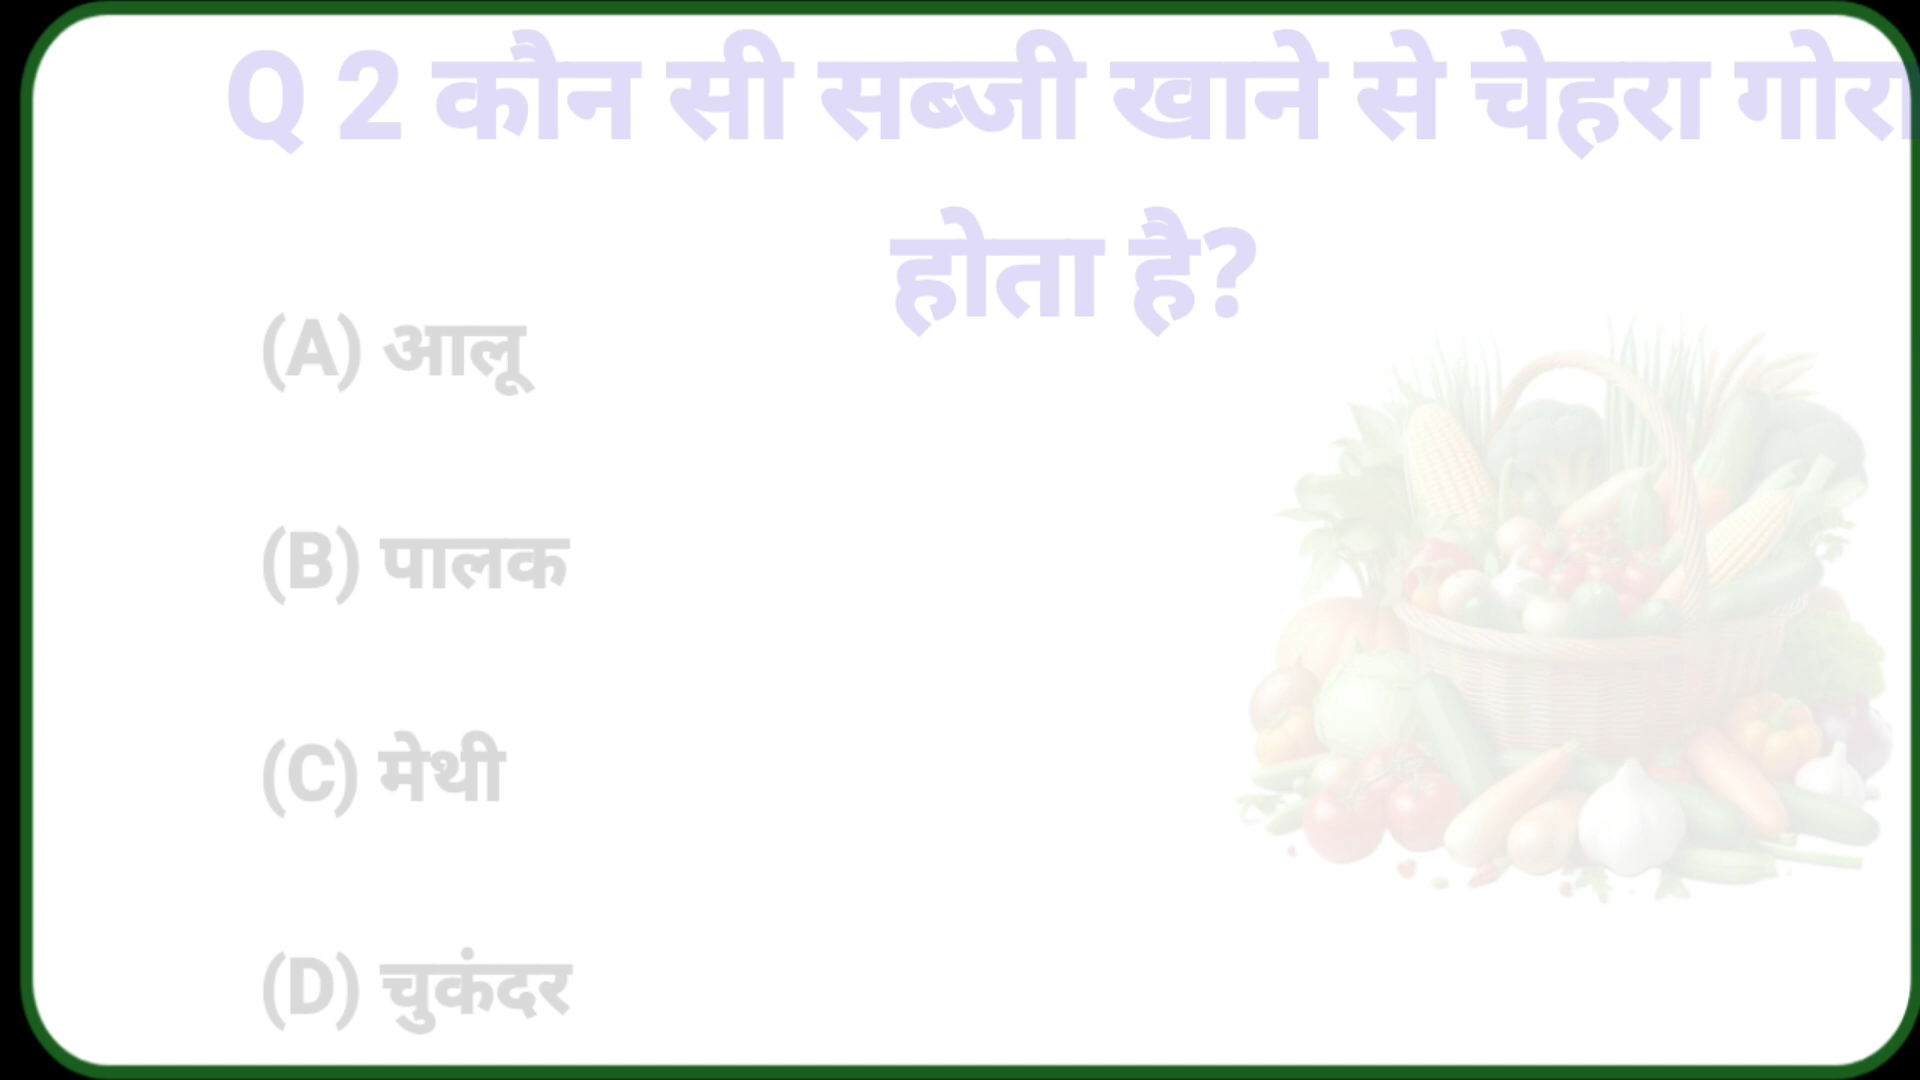 Q 2 कौन सी सब्जी खाने से चेहरा गोरा
होता है?
(A) आलू
(B) पालक
(C) मेथी
(D) चुकंदर